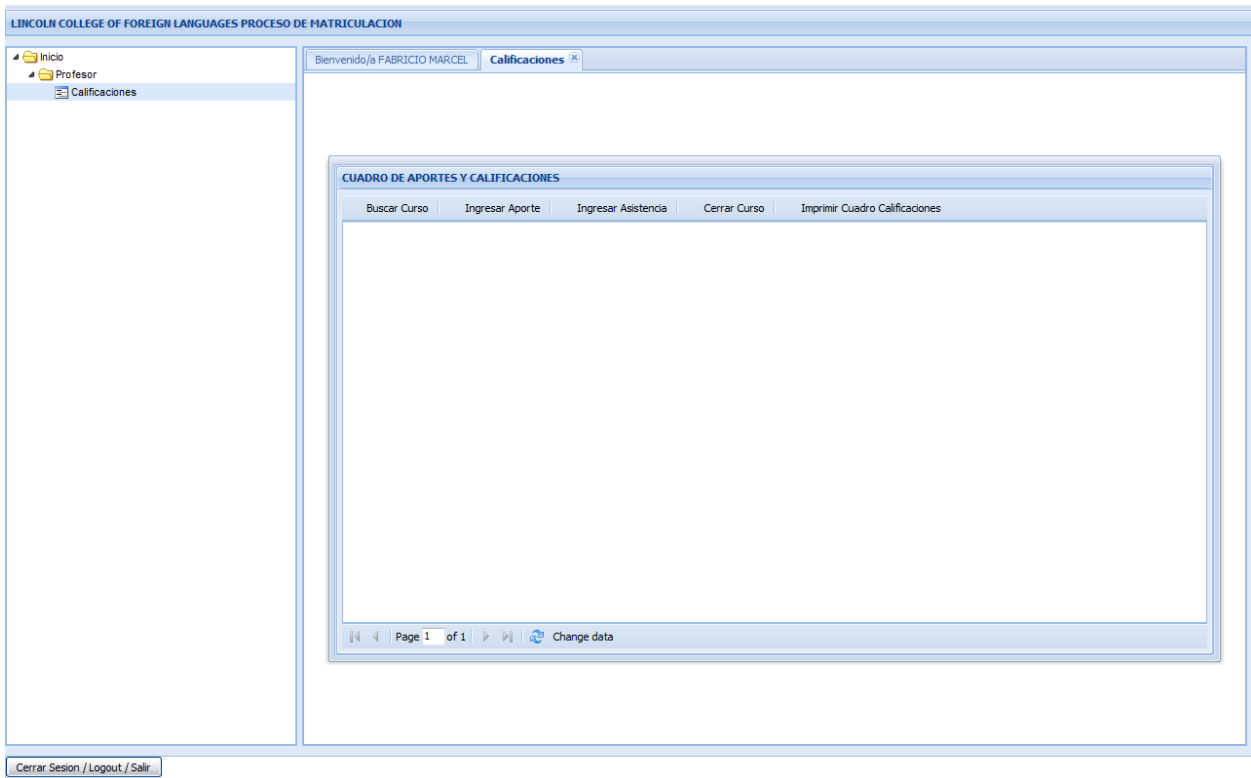 LINCOLN COLLEGE OF FOREIGN LANGUAGES PROCESO DE MATRICULACION
Inicio
Profesor
Calificaciones
Bienvenido/a FABRICIO MARCEL Calificaciones
CUADRO DE APORTES Y CALIFICACIONES
Buscar Curso Ingresar Aporte Ingresar Asistencia Cerrar Curso Imprimir Cuadro Calificaciones
Page 1 of 1 Change data
Cerrar Sesion / Logout / Salir